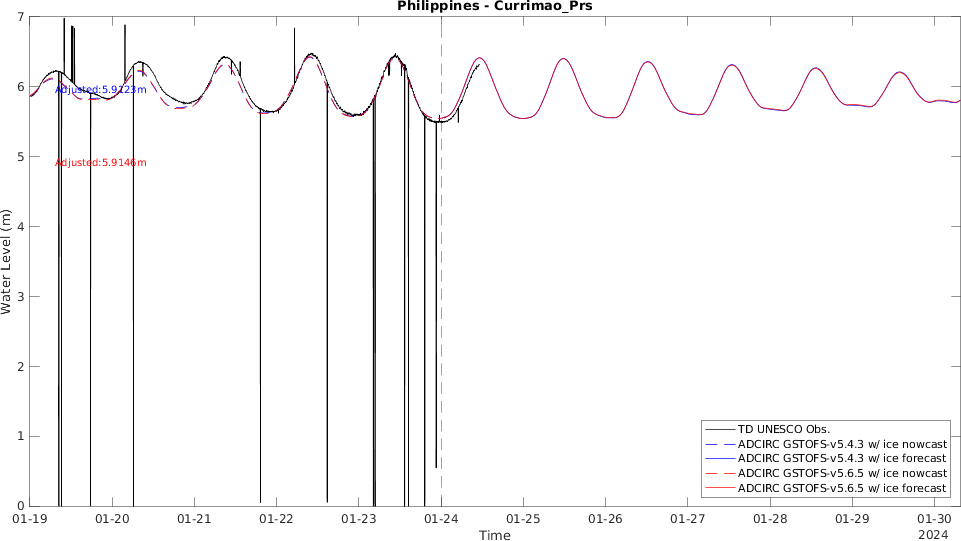 Philippines - Currimao_Prs
7
6
5
4
3
2
1
0
Water Level (m)
Adjusted:5.9123m
Adjusted:5.9146m
TD UNESCO Obs.
ADCIRC GSTOFS-v5.4.3 w/ ice nowcast
ADCIRC GSTOFS-v5.4.3 w/ ice forecast
ADCIRC GSTOFS-v5.6.5 w/ ice nowcast
ADCIRC GSTOFS-v5.6.5 w/ ice forecast
01-19 01-20 01-21 01-22 01-23 01-24 01-25 01-26 01-27 01-28 01-29 01-30
Time
2024